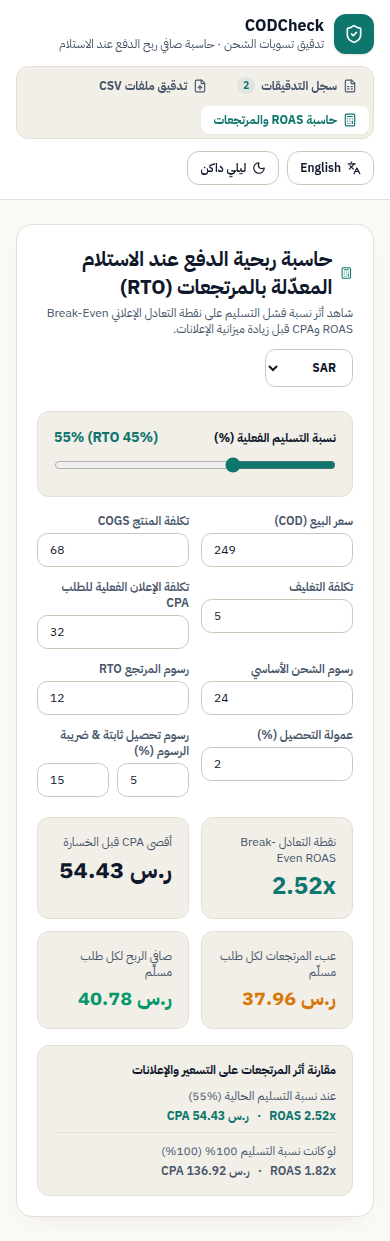 CODCheck
تدقيق تسويات الشحن · حاسبة صافي ربح الدفع عند الاستلام
سجل التدقيقات 2
تدقيق ملفات CSV
حاسبة ROAS والمرتجعات
English
ليلي داكن
حاسبة ربحية الدفع عند الاستلام
المعدّلة بالمرتجعات (RTO)
شاهد أثر نسبة فشل التسليم على نقطة التعادل الإعلاني Break-Even
ROAS وCPA قبل زيادة ميزانية الإعلانات.
SAR
نسبة التسليم الفعلية (%)
55% (RTO 45%)
سعر البيع (COD)
تكلفة المنتج COGS
249
68
تكلفة التغليف
تكلفة الإعلان الفعلية للطلب
CPA
5
32
رسوم الشحن الأساسي
رسوم المرتجع RTO
24
12
عمولة التحصيل (%)
رسوم تحصيل ثابتة & ضريبة
الرسوم (%)
2
5
15
نقطة التعادل Break-
Even ROAS
2.52x
أقصى CPA قبل الخسارة
ر.س 54.43
عبء المرتجعات لكل طلب
مسلّم
ر.س 37.96
صافي الربح لكل طلب
مسلّم
ر.س 40.78
مقارنة أثر المرتجعات على التسعير والإعلانات
عند نسبة التسليم الحالية (55%)
ROAS 2.52x · ر.س CPA 54.43
لو كانت نسبة التسليم 100% (100%)
ROAS 1.82x · ر.س CPA 136.92